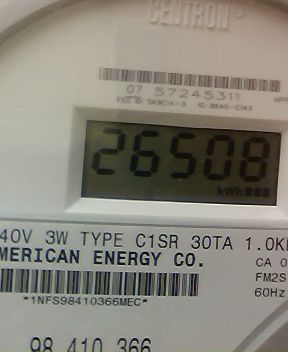 CENTRON®
07 57245311
26508
kWh
40V 3W TYPE C1SR 30TA 1.0K
MERICAN ENERGY CO.
CA 0
FM2S
*1NFS98410366MEC*
60Hz
98 410 366